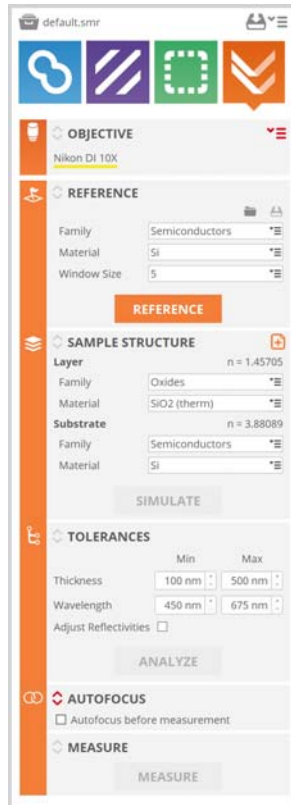 default.smr
OBJECTIVE
Nikon DI 10X
REFERENCE
Family Semiconductors
Material Si
Window Size 5
REFERENCE
SAMPLE STRUCTURE
Layer n = 1.45705
Family Oxides
Material SiO2 (therm)
Substrate n = 3.88089
Family Semiconductors
Material Si
SIMULATE
TOLERANCES
Min Max
Thickness 100 nm 500 nm
Wavelength 450 nm 675 nm
Adjust Reflectivities
ANALYZE
AUTOFOCUS
Autofocus before measurement
MEASURE
MEASURE